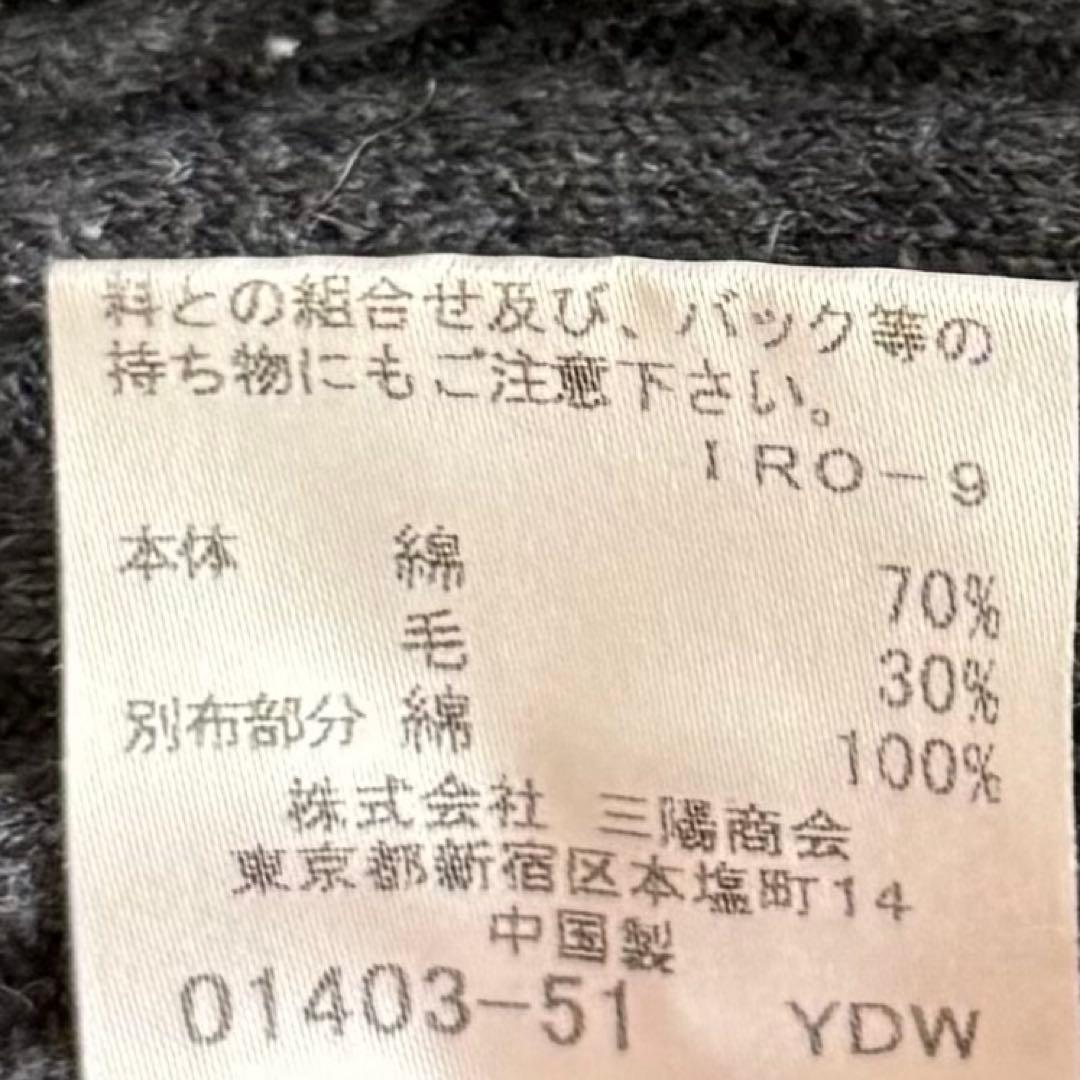 料との組合せ及び、バック等の
持ち物にもご注意下さい。
IRO-9
本体 綿 70%
毛 30%
別布部分 綿 100%
株式会社 三陽商会
東京都新宿区本塩町14
中国製
01403-51 YDW